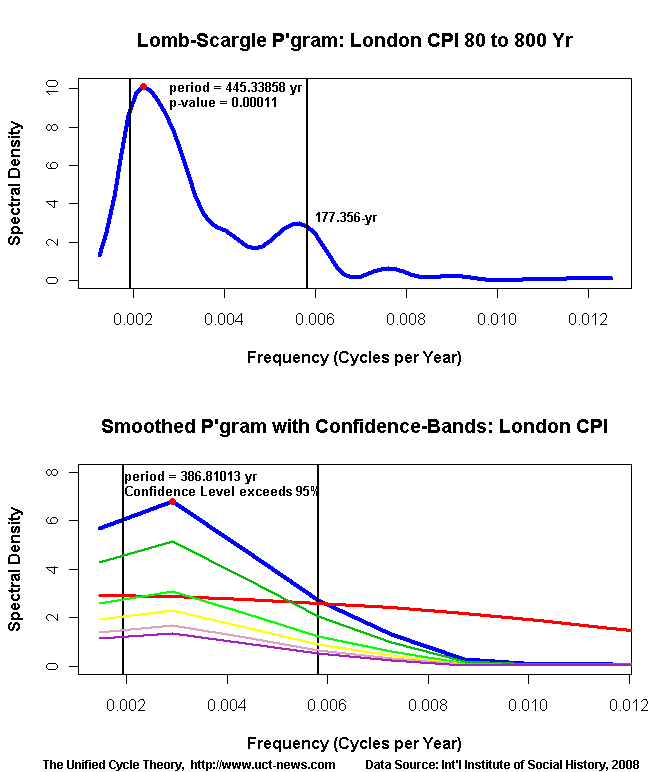 Lomb-Scargle P'gram: London CPI 80 to 800 Yr
period = 445.33858 yr
p-value = 0.00011
177.356-yr
Spectral Density
10
8
6
4
2
0
0.002 0.004 0.006 0.008 0.010 0.012
Frequency (Cycles per Year)
Smoothed P'gram with Confidence-Bands: London CPI
period = 386.81013 yr
Confidence Level exceeds 95%
Spectral Density
8
6
4
2
0
0.002 0.004 0.006 0.008 0.010 0.012
Frequency (Cycles per Year)
The Unified Cycle Theory, http://www.uct-news.com Data Source: Int'l Institute of Social History, 2008